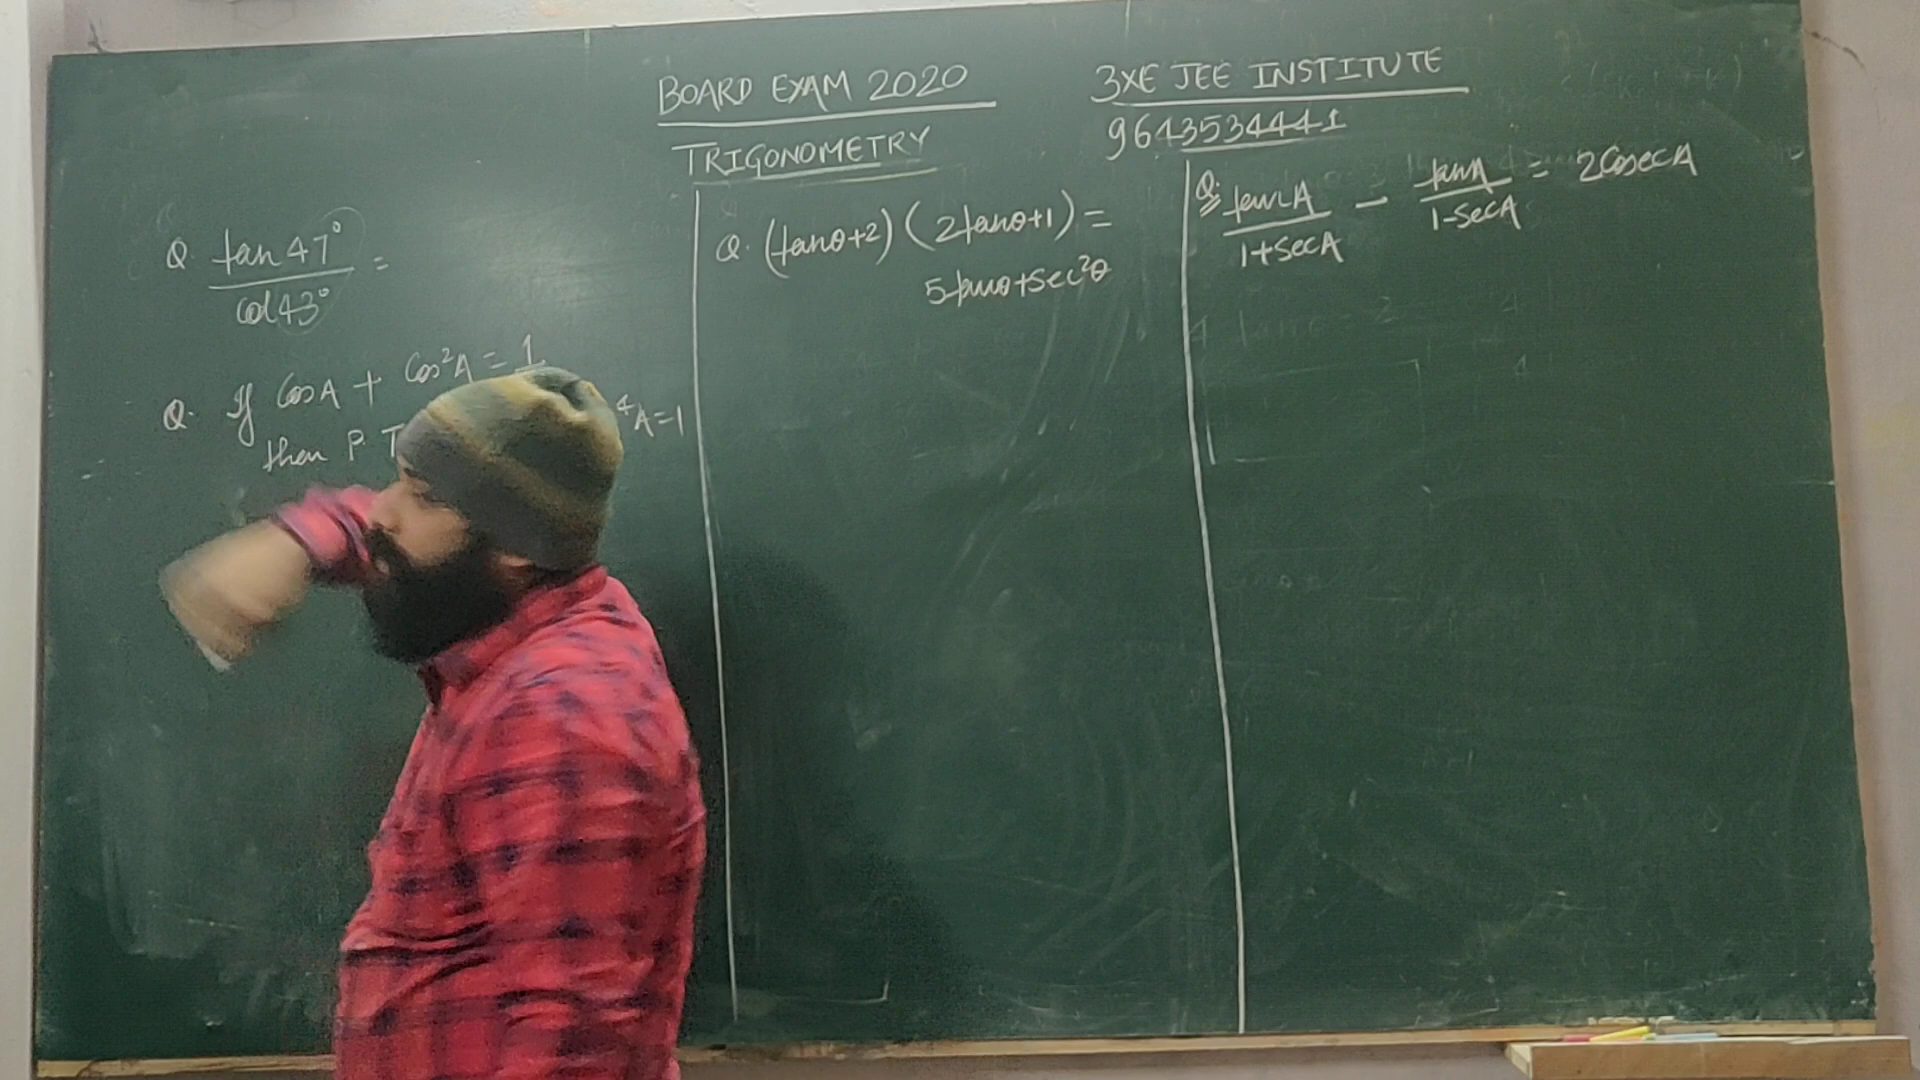 BOARD EXAM 2020
TRIGONOMETRY
3XE JEE INSTITUTE
9643534441
Q tan 47° / cot 43° =
Q. If CosA + Cos²A = 1
then P. T ⁴A=1
Q. (tanθ+2) (2tanθ+1) =
5tanθ+Sec²θ
Q: tanA / 1+SecA - tanA / 1-SecA = 2CosecA